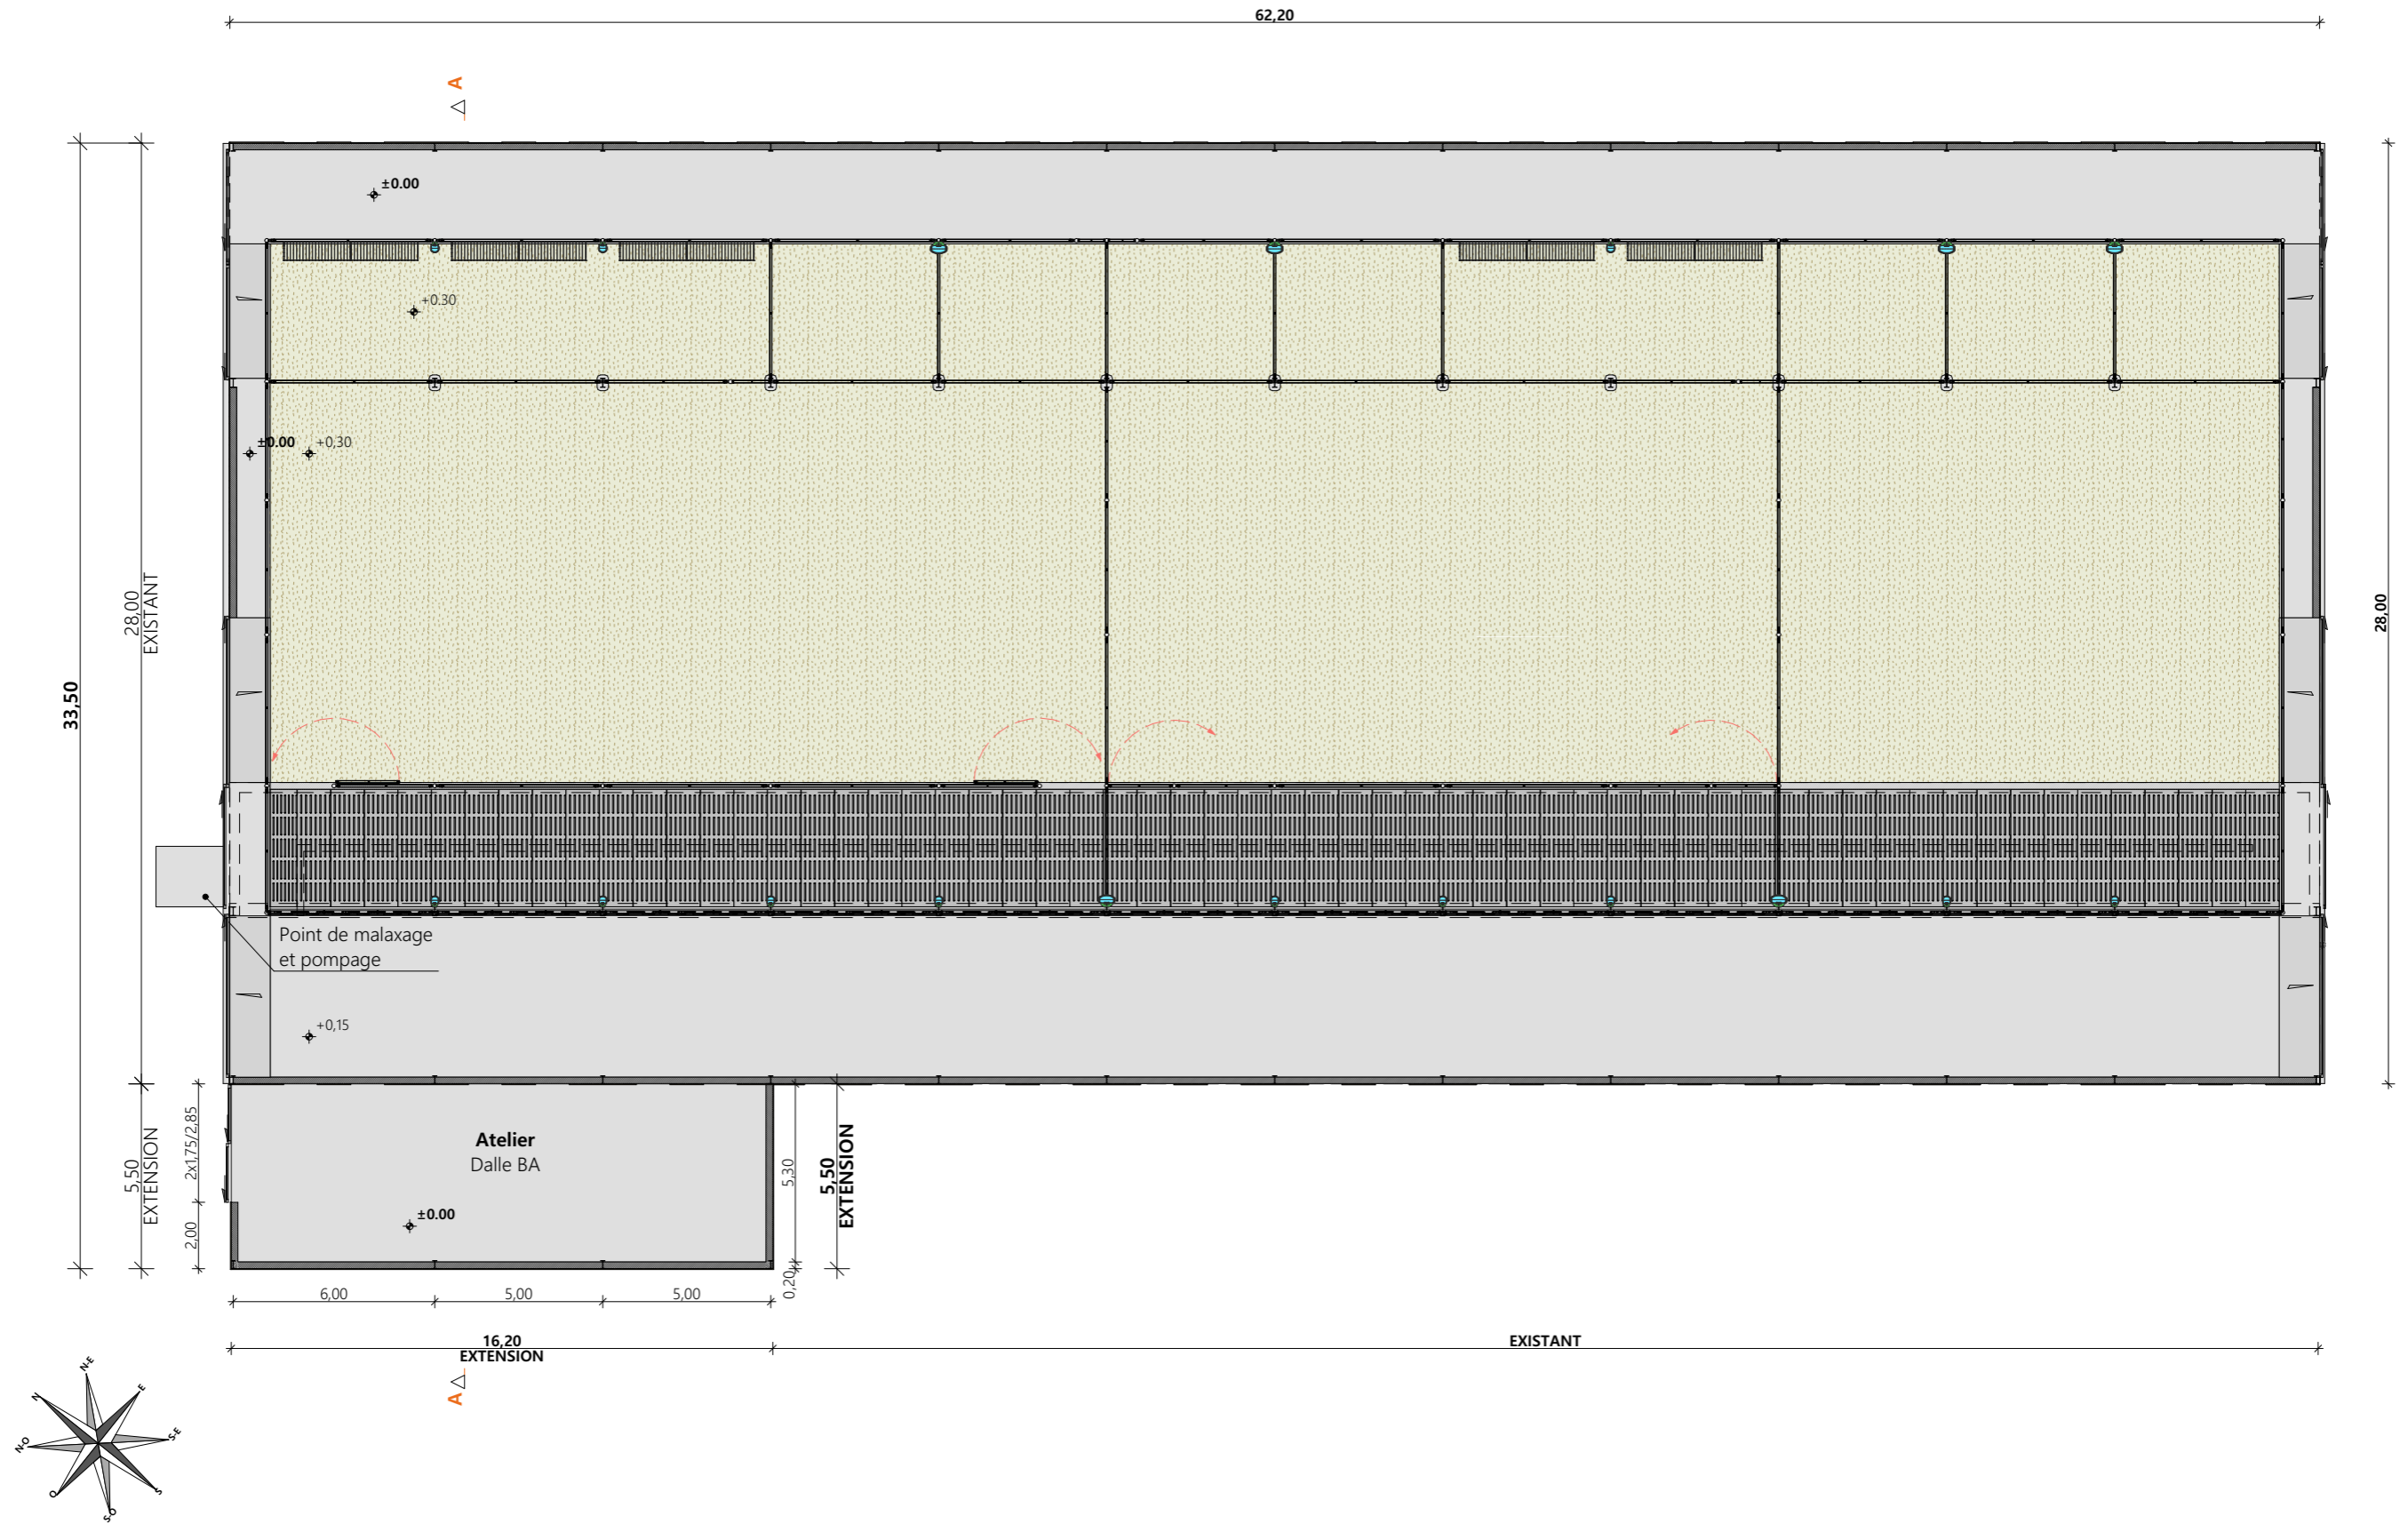 62,20
A
±0.00
+0.30
±0.00
+0,30
28,00
EXISTANT
33,50
28,00
Point de malaxage
et pompage
+0,15
5,50
EXTENSION
2x1,75/2,85
2,00
Atelier
Dalle BA
±0.00
5,30
0,20
5,50
EXTENSION
6,00
5,00
5,00
16,20
EXTENSION
EXISTANT
A
N-E
N
E
N-O
S-E
O
S
S-O